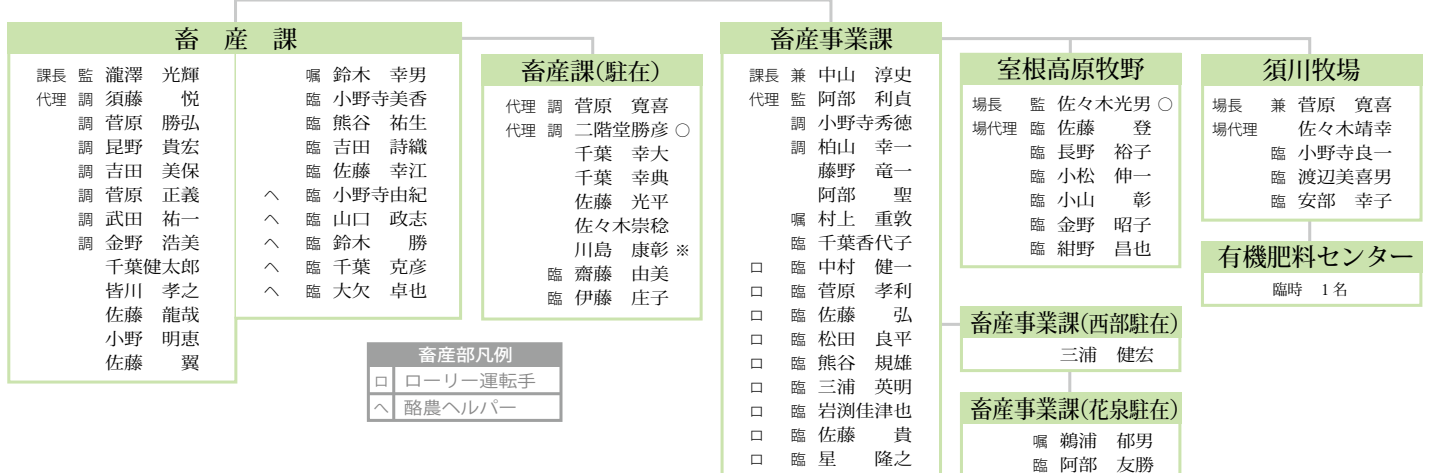 畜　産　課
課長 監 瀧澤　光輝
代理 調 須藤　　悦
調 菅原　勝弘
調 昆野　貴宏
調 吉田　美保
調 菅原　正義
調 武田　祐一
調 金野　浩美
千葉健太郎
皆川　孝之
佐藤　龍哉
小野　明恵
佐藤　　翼
嘱 鈴木　幸男
臨 小野寺美香
臨 熊谷　祐生
臨 吉田　詩織
臨 佐藤　幸江
ヘ 臨 小野寺由紀
ヘ 臨 山口　政志
ヘ 臨 鈴木　　勝
ヘ 臨 千葉　克彦
ヘ 臨 大欠　卓也
畜産課(駐在)
代理 調 菅原　寛喜
代理 調 二階堂勝彦 ○
千葉　幸大
千葉　幸典
佐藤　光平
佐々木崇稔
川島　康彰 ※
臨 齋藤　由美
臨 伊藤　庄子
畜産部凡例
ロ ローリー運転手
ヘ 酪農ヘルパー
畜産事業課
課長 兼 中山　淳史
代理 監 阿部　利貞
調 小野寺秀徳
調 柏山　幸一
藤野　竜一
阿部　　聖
嘱 村上　重敦
臨 千葉香代子
ロ 臨 中村　健一
ロ 臨 菅原　孝利
ロ 臨 佐藤　　弘
ロ 臨 松田　良平
ロ 臨 熊谷　規雄
ロ 臨 三浦　英明
ロ 臨 岩渕佳津也
ロ 臨 佐藤　　貴
ロ 臨 星　　隆之
室根高原牧野
場長 監 佐々木光男 ○
場代理 臨 佐藤　　登
臨 長野　裕子
臨 小松　伸一
臨 小山　　彰
臨 金野　昭子
臨 紺野　昌也
須川牧場
場長 兼 菅原　寛喜
場代理 佐々木靖幸
臨 小野寺良一
臨 渡辺美喜男
臨 安部　幸子
有機肥料センター
臨時　1名
畜産事業課(西部駐在)
三浦　健宏
畜産事業課(花泉駐在)
嘱 鵜浦　郁男
臨 阿部　友勝